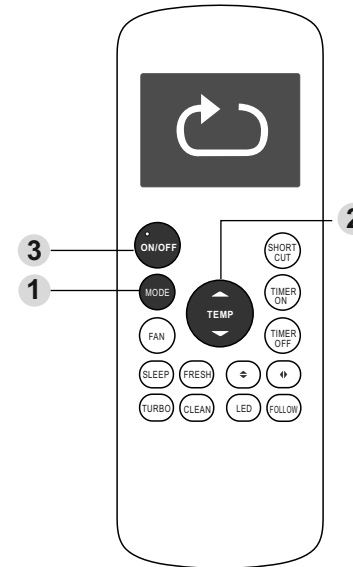 2
ON/OFF
SHORT
CUT
3
1
MODE
TEMP
TIMER
ON
FAN
TIMER
OFF
SLEEP
FRESH
TURBO
CLEAN
LED
FOLLOW